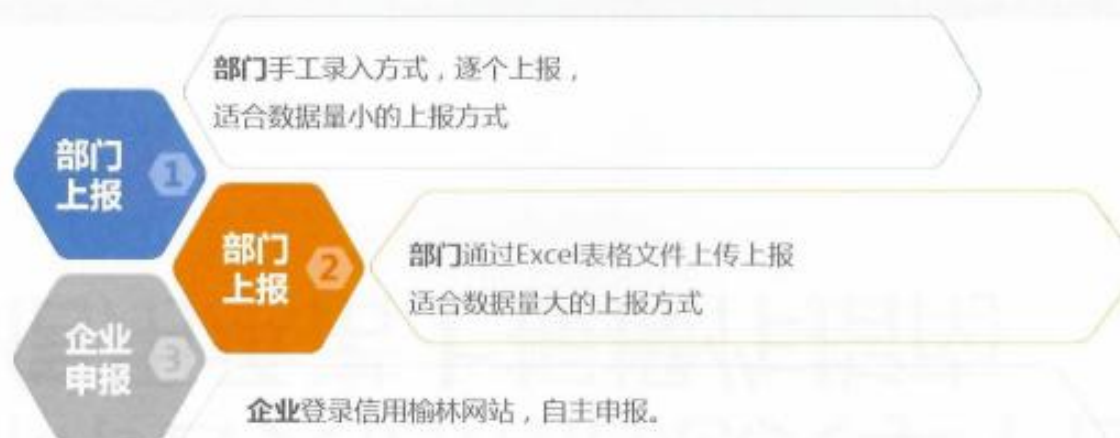 部门手工录入方式，逐个上报，
适合数据量小的上报方式
部门
上报
1
部门
上报
2
部门通过Excel表格文件上传上报
适合数据量大的上报方式
企业
申报
3
企业登录信用榆林网站，自主申报。